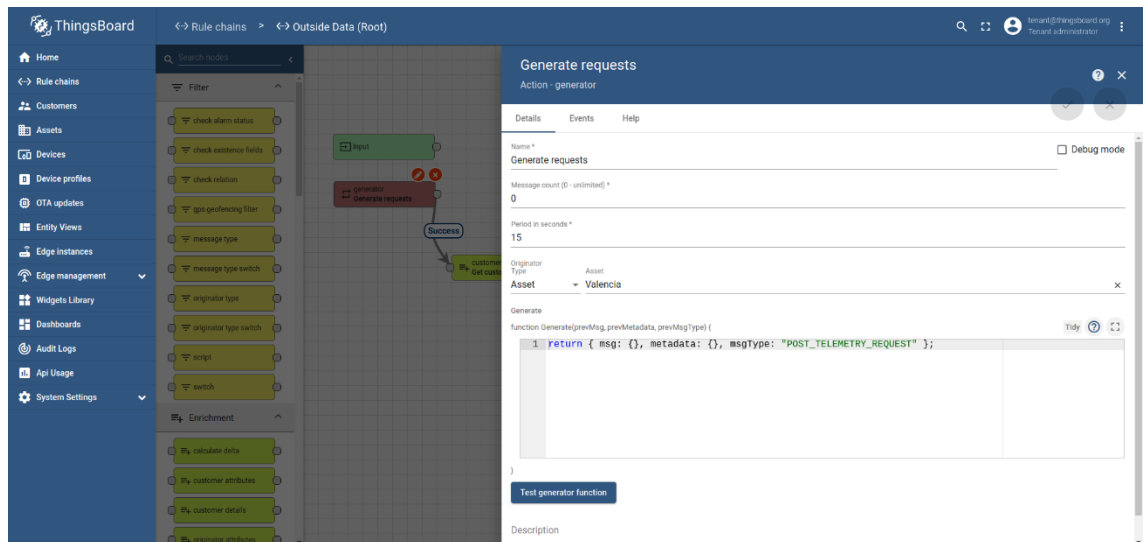 ThingsBoard
Rule chains > Outside Data (Root)
tenant@thingsboard.org
Tenant administrator
Home
Rule chains
Customers
Assets
Devices
Device profiles
OTA updates
Entity Views
Edge instances
Edge management
Widgets Library
Dashboards
Audit Logs
Api Usage
System Settings
Search nodes
Filter
check alarm status
check existence fields
check relation
gps geofencing filter
message type
message type switch
originator type
originator type switch
script
switch
Enrichment
calculate delta
customer attributes
customer details
originator attributes
Input
generator
Generate requests
Success
customer
Get custo
Generate requests
Action - generator
Details Events Help
Name *
Generate requests
Debug mode
Message count (0 - unlimited) *
0
Period in seconds *
15
Originator
Type Asset
Asset Valencia
Generate
function Generate(prevMsg, prevMetadata, prevMsgType) {
Tidy
1 return { msg: {}, metadata: {}, msgType: "POST_TELEMETRY_REQUEST" };
}
Test generator function
Description